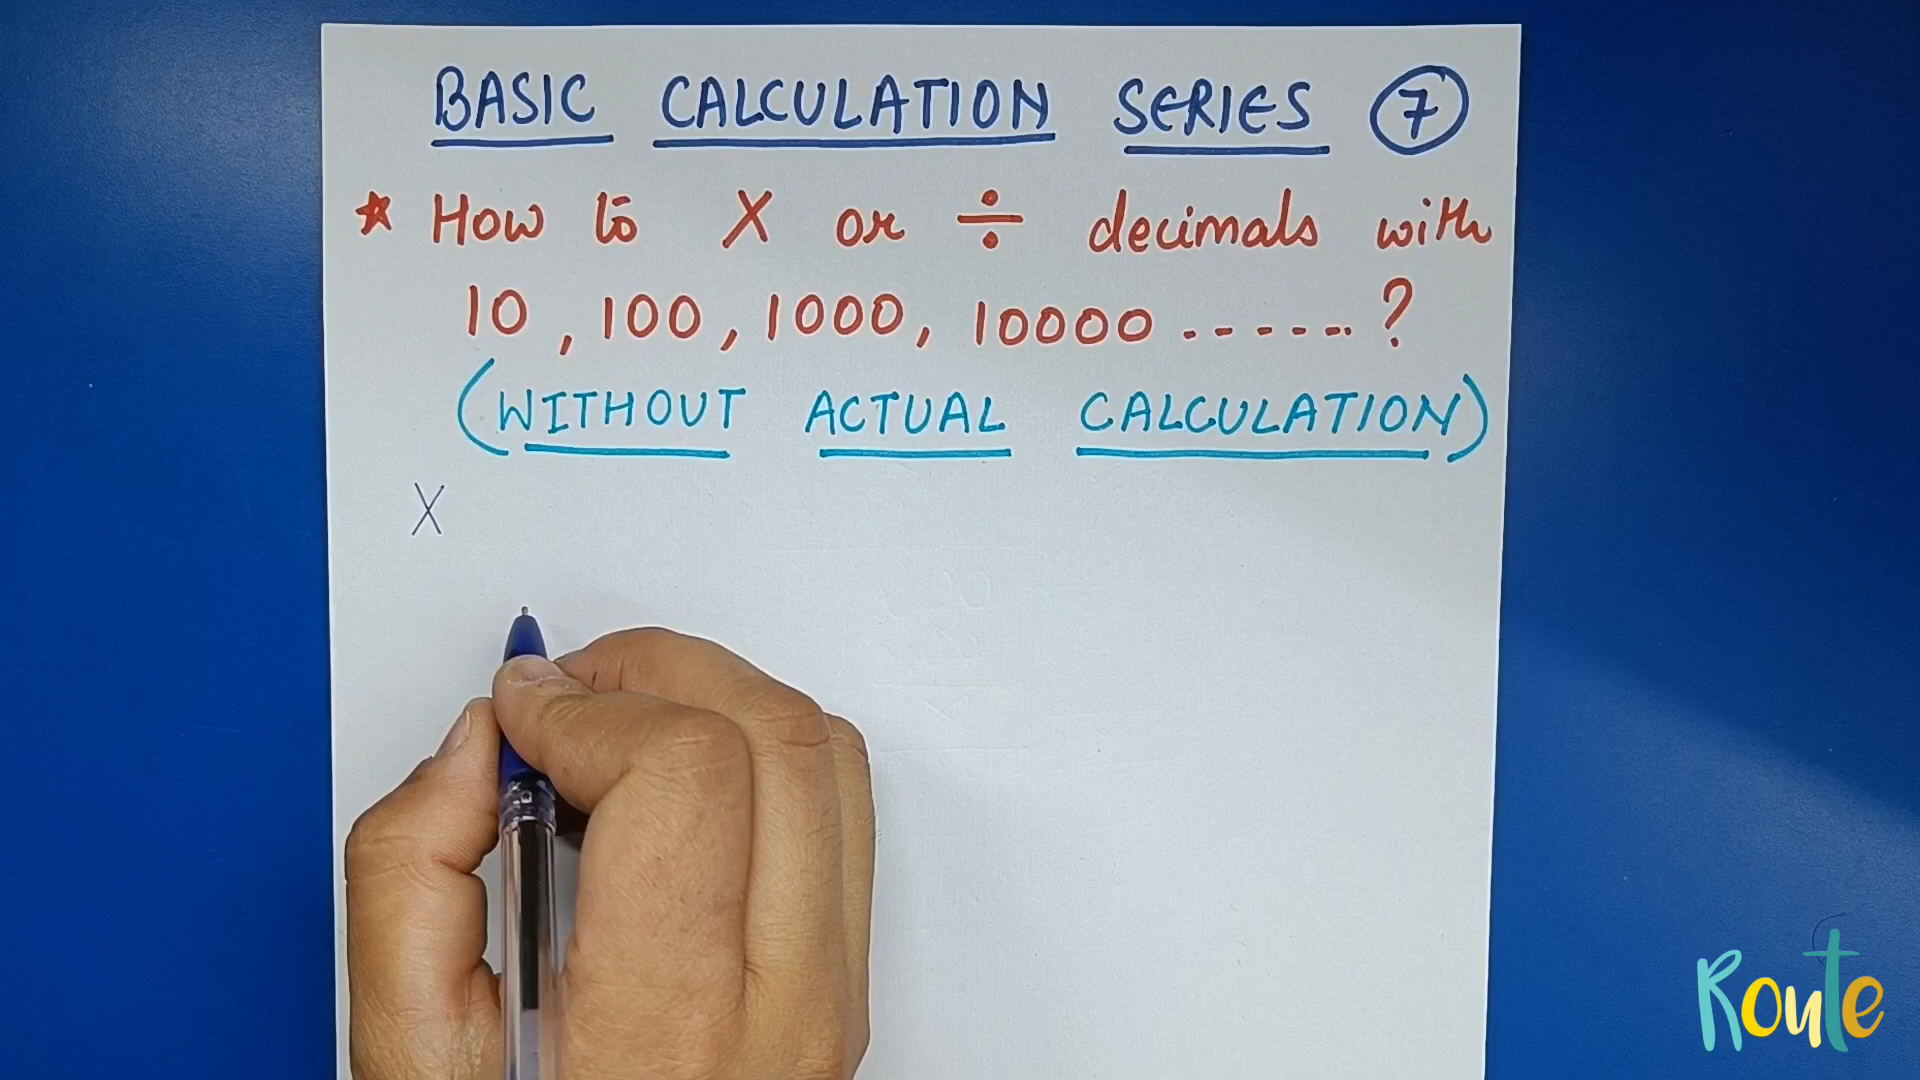 BASIC CALCULATION SERIES 7
* How to X or ÷ decimals with
10, 100, 1000, 10000 ------ ?
(WITHOUT ACTUAL CALCULATION)
X
Route